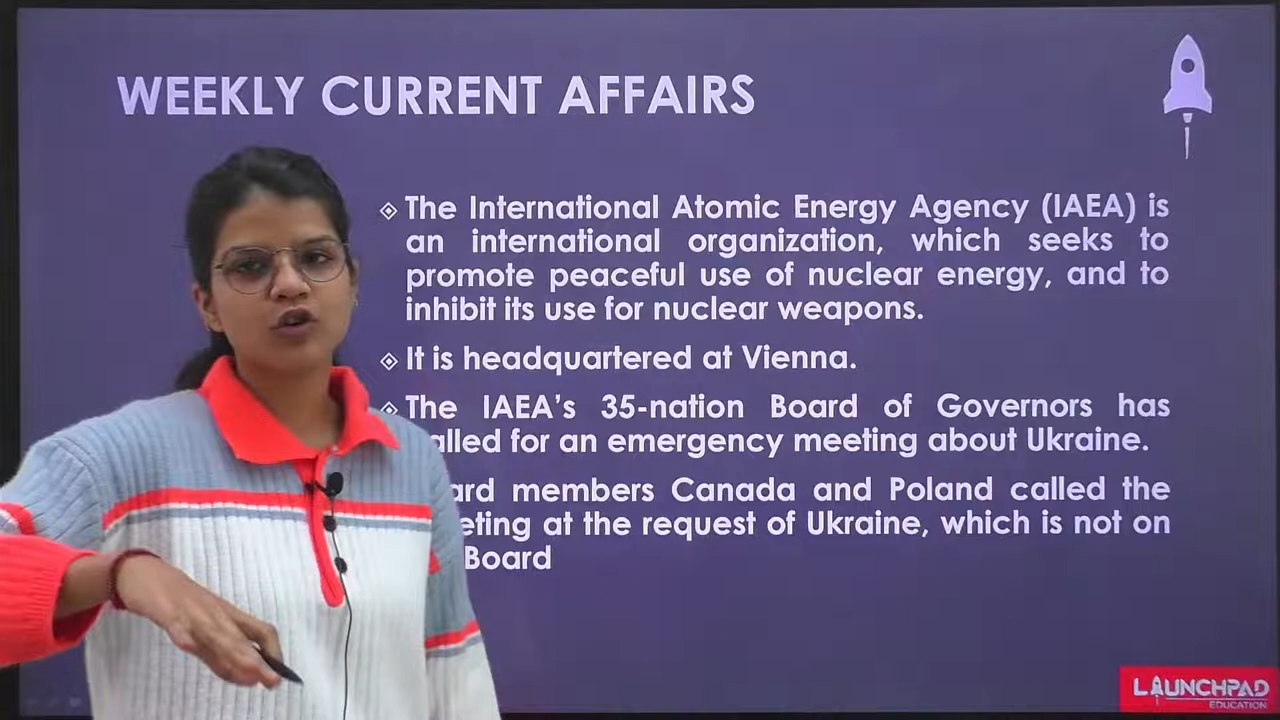 WEEKLY CURRENT AFFAIRS
The International Atomic Energy Agency (IAEA) is
an international organization, which seeks to
promote peaceful use of nuclear energy, and to
inhibit its use for nuclear weapons.
It is headquartered at Vienna.
The IAEA's 35-nation Board of Governors has
alled for an emergency meeting about Ukraine.
ard members Canada and Poland called the
eting at the request of Ukraine, which is not on
Board
LAUNCHPAD
EDUCATION